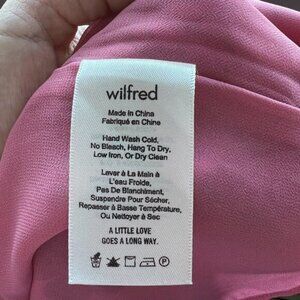 wilfred
Made in China
Fabriqué en Chine
Hand Wash Cold,
No Bleach, Hang To Dry,
Low Iron, Or Dry Clean
Laver à La Main à
L'eau Froide,
Pas De Blanchiment,
Suspendre Pour Sécher,
Repasser à Basse Température,
Ou Nettoyer à Sec
A LITTLE LOVE
GOES A LONG WAY.